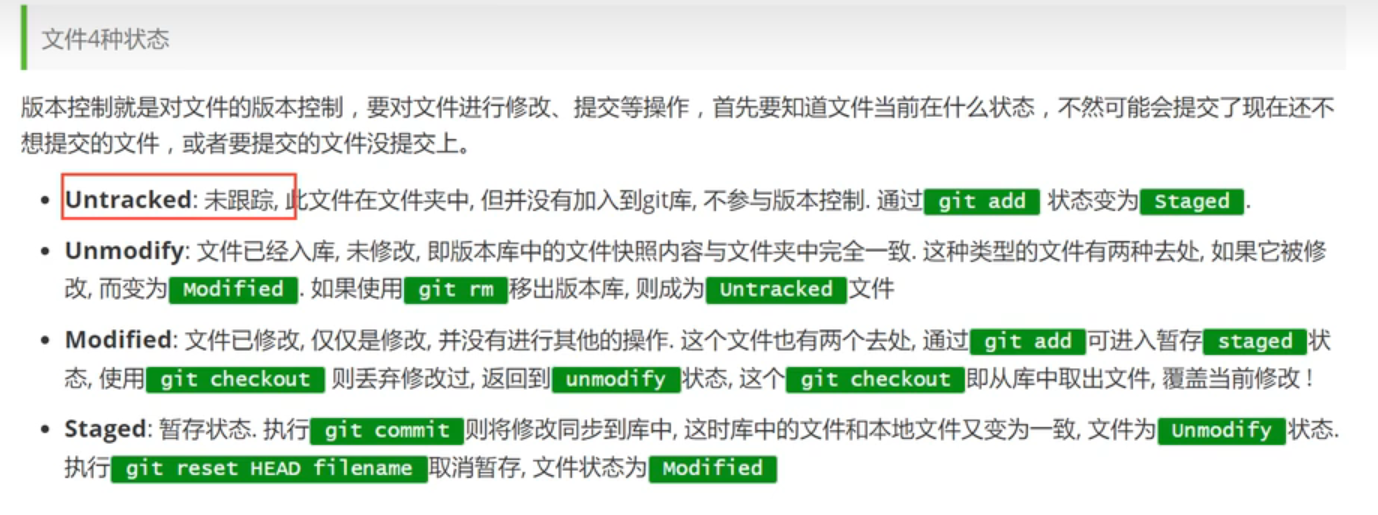 文件4种状态
版本控制就是对文件的版本控制，要对文件进行修改、提交等操作，首先要知道文件当前在什么状态，不然可能会提交了现在还不
想提交的文件，或者要提交的文件没提交上。
• Untracked: 未跟踪, 此文件在文件夹中, 但并没有加入到git库, 不参与版本控制. 通过 git add 状态变为 Staged .
• Unmodify: 文件已经入库, 未修改, 即版本库中的文件快照内容与文件夹中完全一致. 这种类型的文件有两种去处, 如果它被修
改, 而变为 Modified . 如果使用 git rm 移出版本库, 则成为 Untracked 文件
• Modified: 文件已修改, 仅仅是修改, 并没有进行其他的操作. 这个文件也有两个去处, 通过 git add 可进入暂存 staged 状
态, 使用 git checkout 则丢弃修改过, 返回到 unmodify 状态, 这个 git checkout 即从库中取出文件, 覆盖当前修改 !
• Staged: 暂存状态. 执行 git commit 则将修改同步到库中, 这时库中的文件和本地文件又变为一致, 文件为 Unmodify 状态.
执行 git reset HEAD filename 取消暂存, 文件状态为 Modified